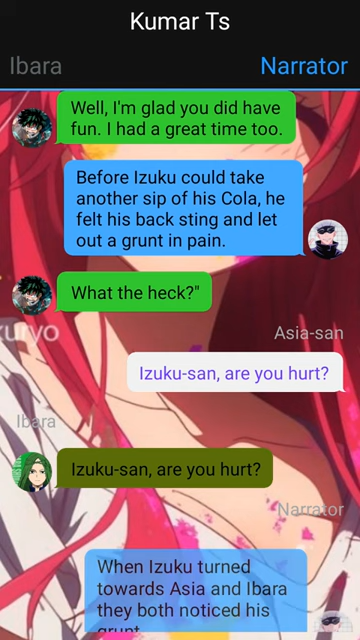 Kumar Ts
Ibara
Narrator
Well, I'm glad you did have
fun. I had a great time too.
Before Izuku could take
another sip of his Cola, he
felt his back sting and let
out a grunt in pain.
What the heck?"
Asia-san
Izuku-san, are you hurt?
Ibara
Izuku-san, are you hurt?
Narrator
When Izuku turned
towards Asia and Ibara
they both noticed his
grunt